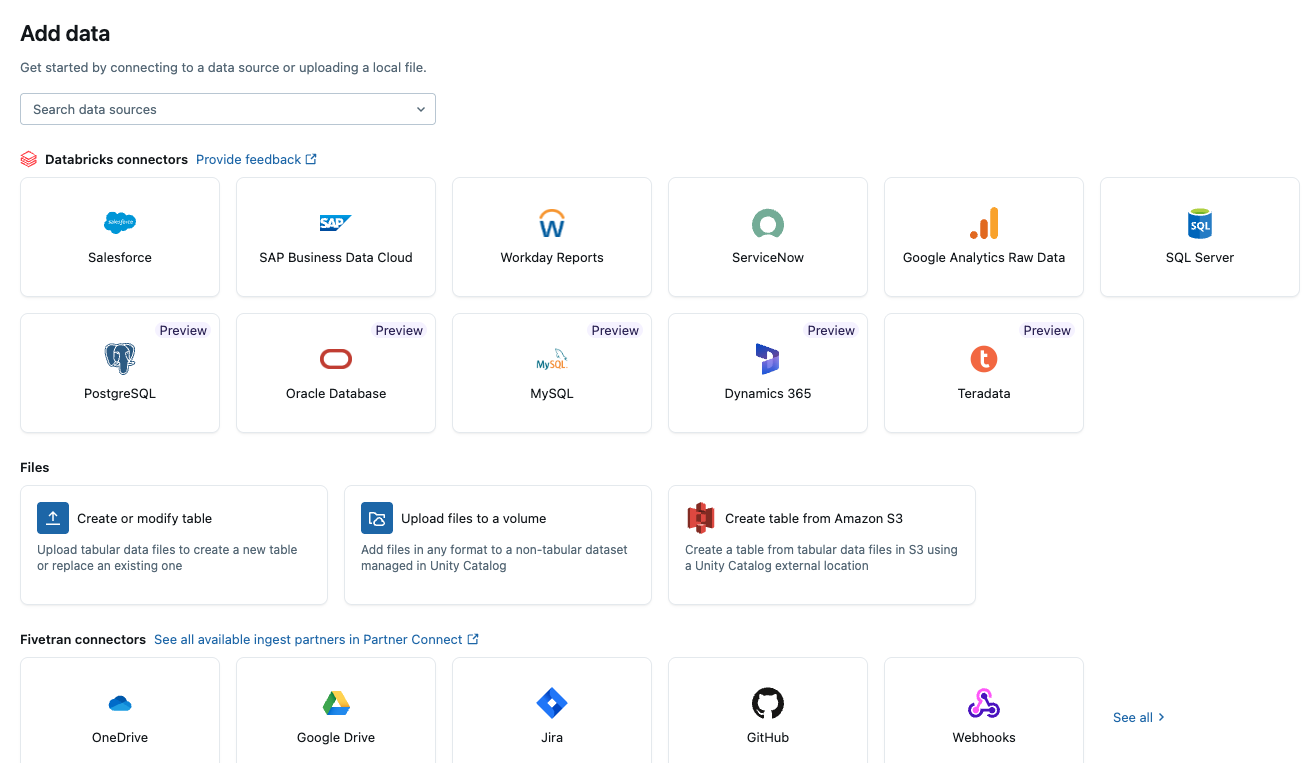 Add data
Get started by connecting to a data source or uploading a local file.
Search data sources
Databricks connectors Provide feedback
salesforce
Salesforce
SAP
SAP Business Data Cloud
W
Workday Reports
ServiceNow
Google Analytics Raw Data
SQL
SQL Server
Preview
PostgreSQL
Preview
Oracle Database
Preview
MySQL
MySQL
Preview
Dynamics 365
Preview
t
Teradata
Files
Create or modify table
Upload tabular data files to create a new table
or replace an existing one
Upload files to a volume
Add files in any format to a non-tabular dataset
managed in Unity Catalog
Create table from Amazon S3
Create a table from tabular data files in S3 using
a Unity Catalog external location
Fivetran connectors See all available ingest partners in Partner Connect
OneDrive
Google Drive
Jira
GitHub
Webhooks
See all